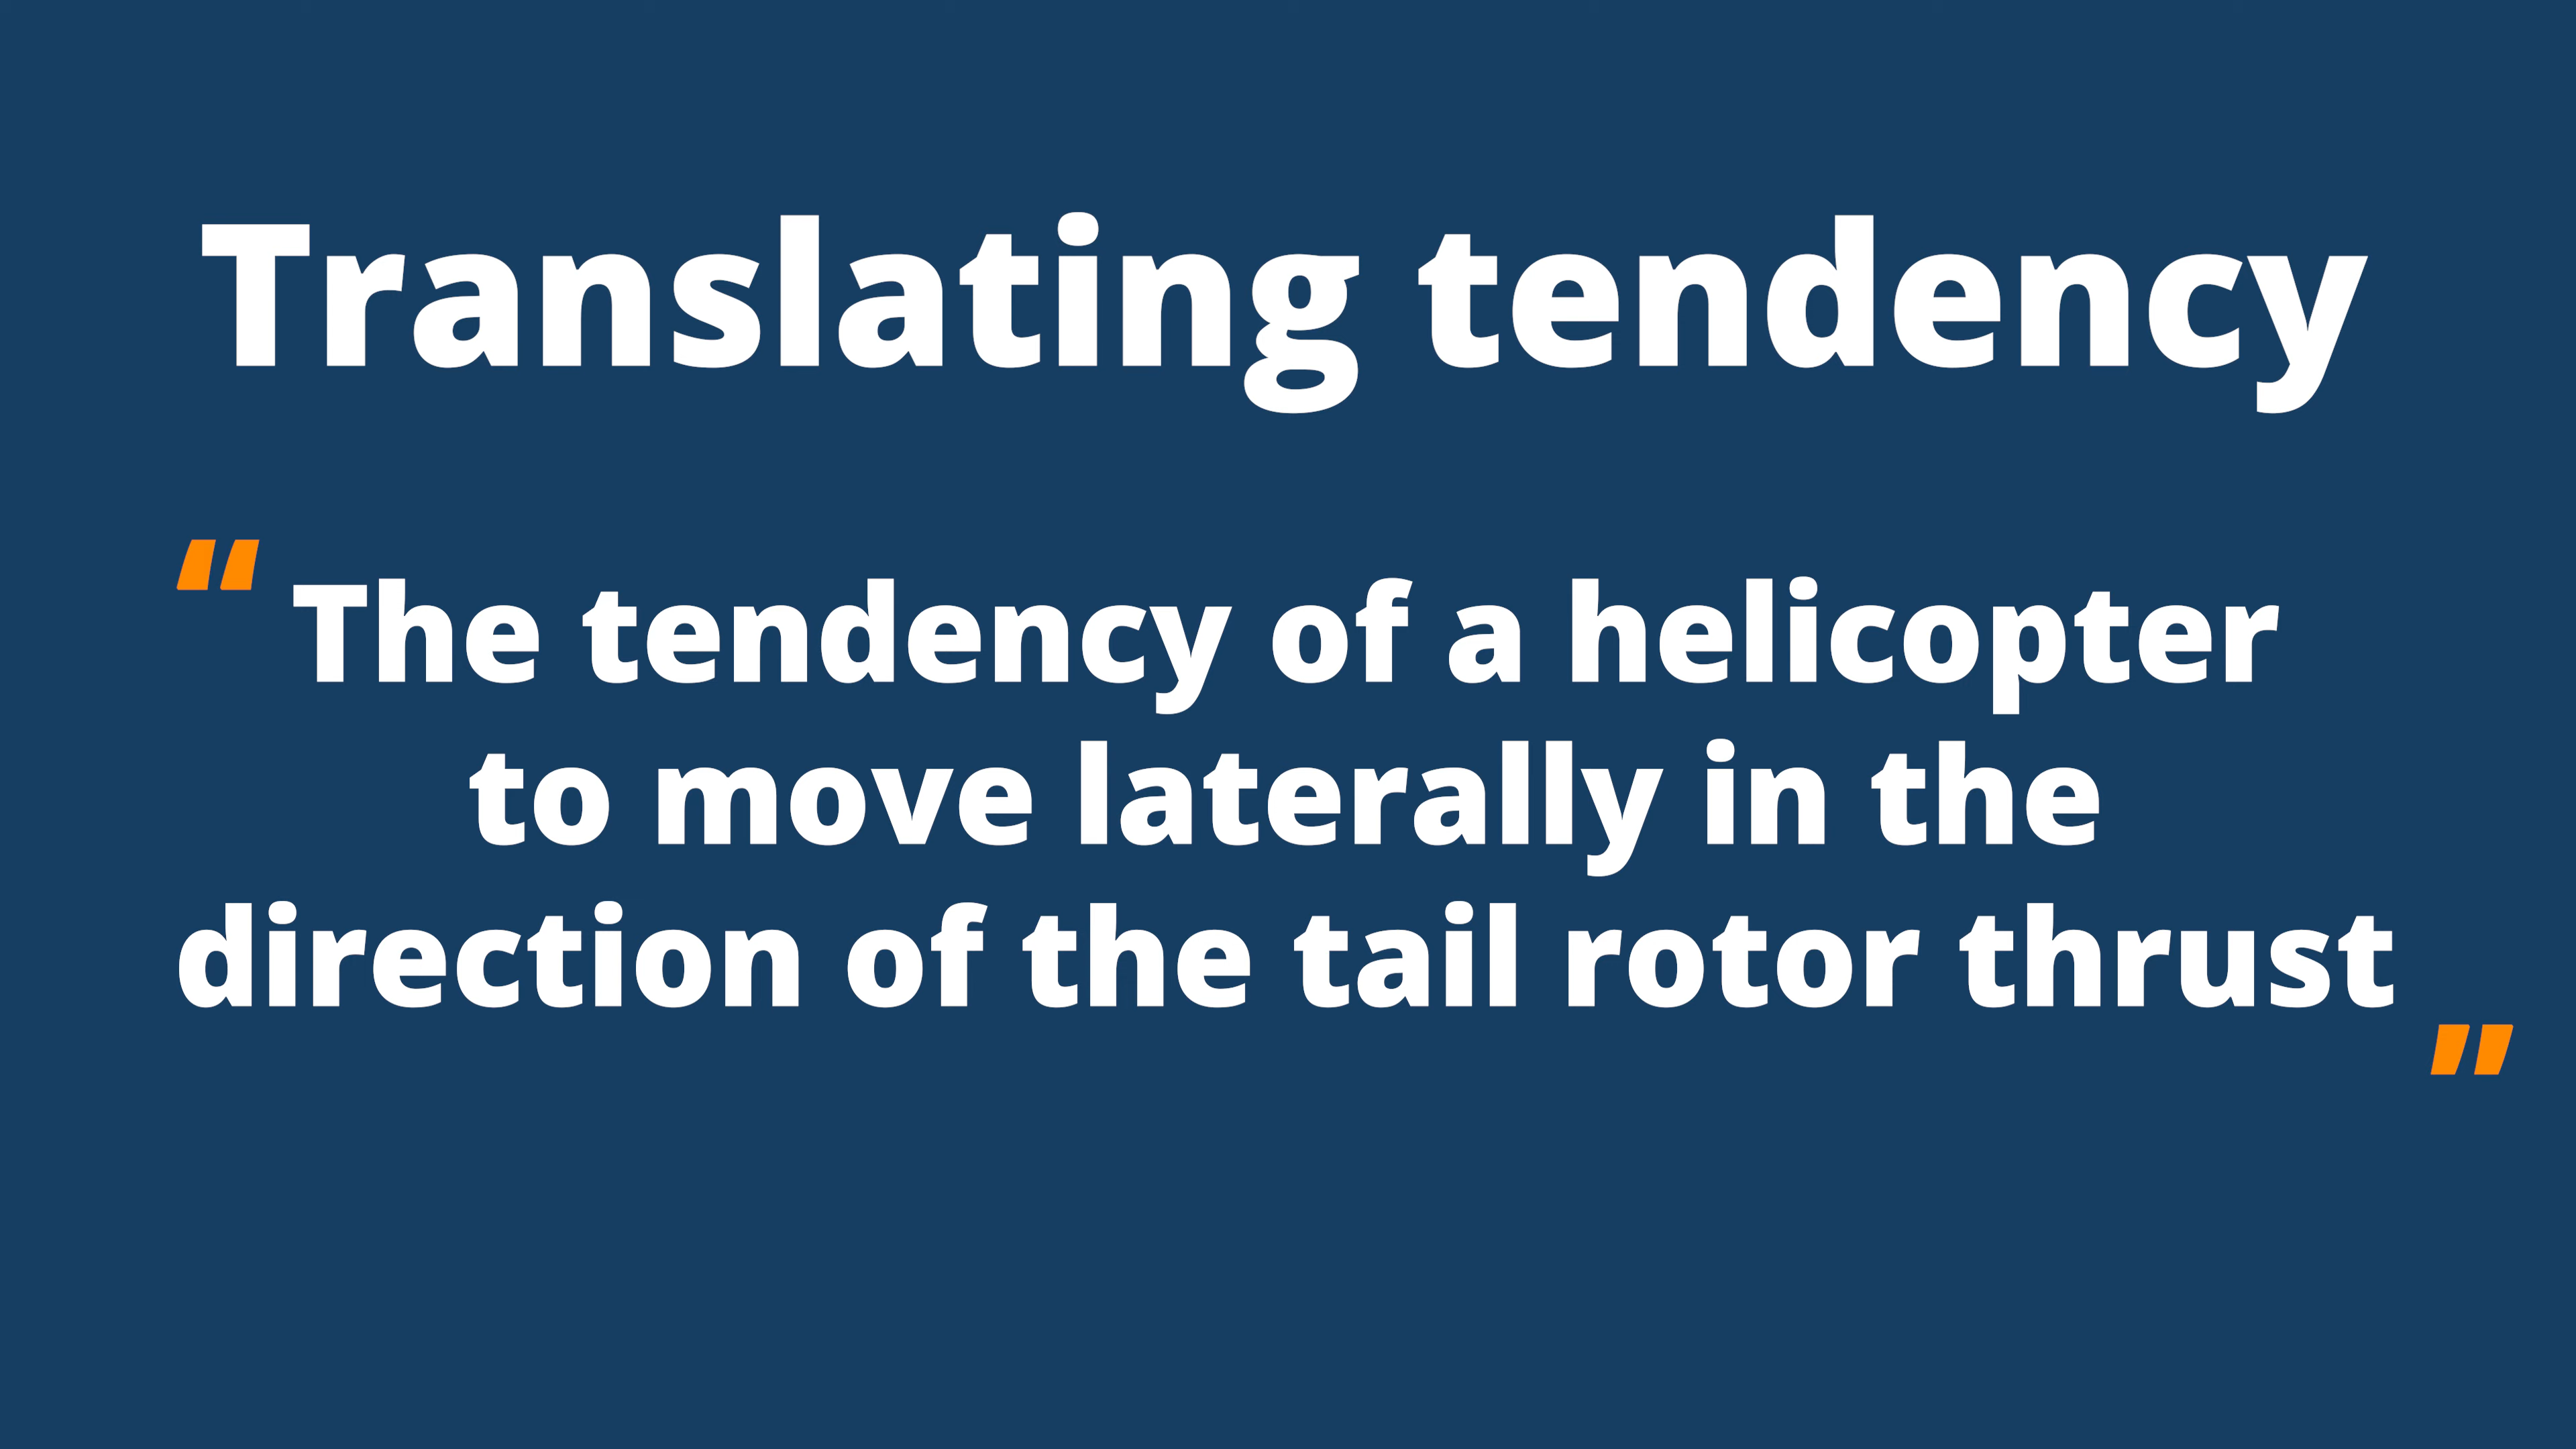 Translating tendency
“The tendency of a helicopter
to move laterally in the
direction of the tail rotor thrust”